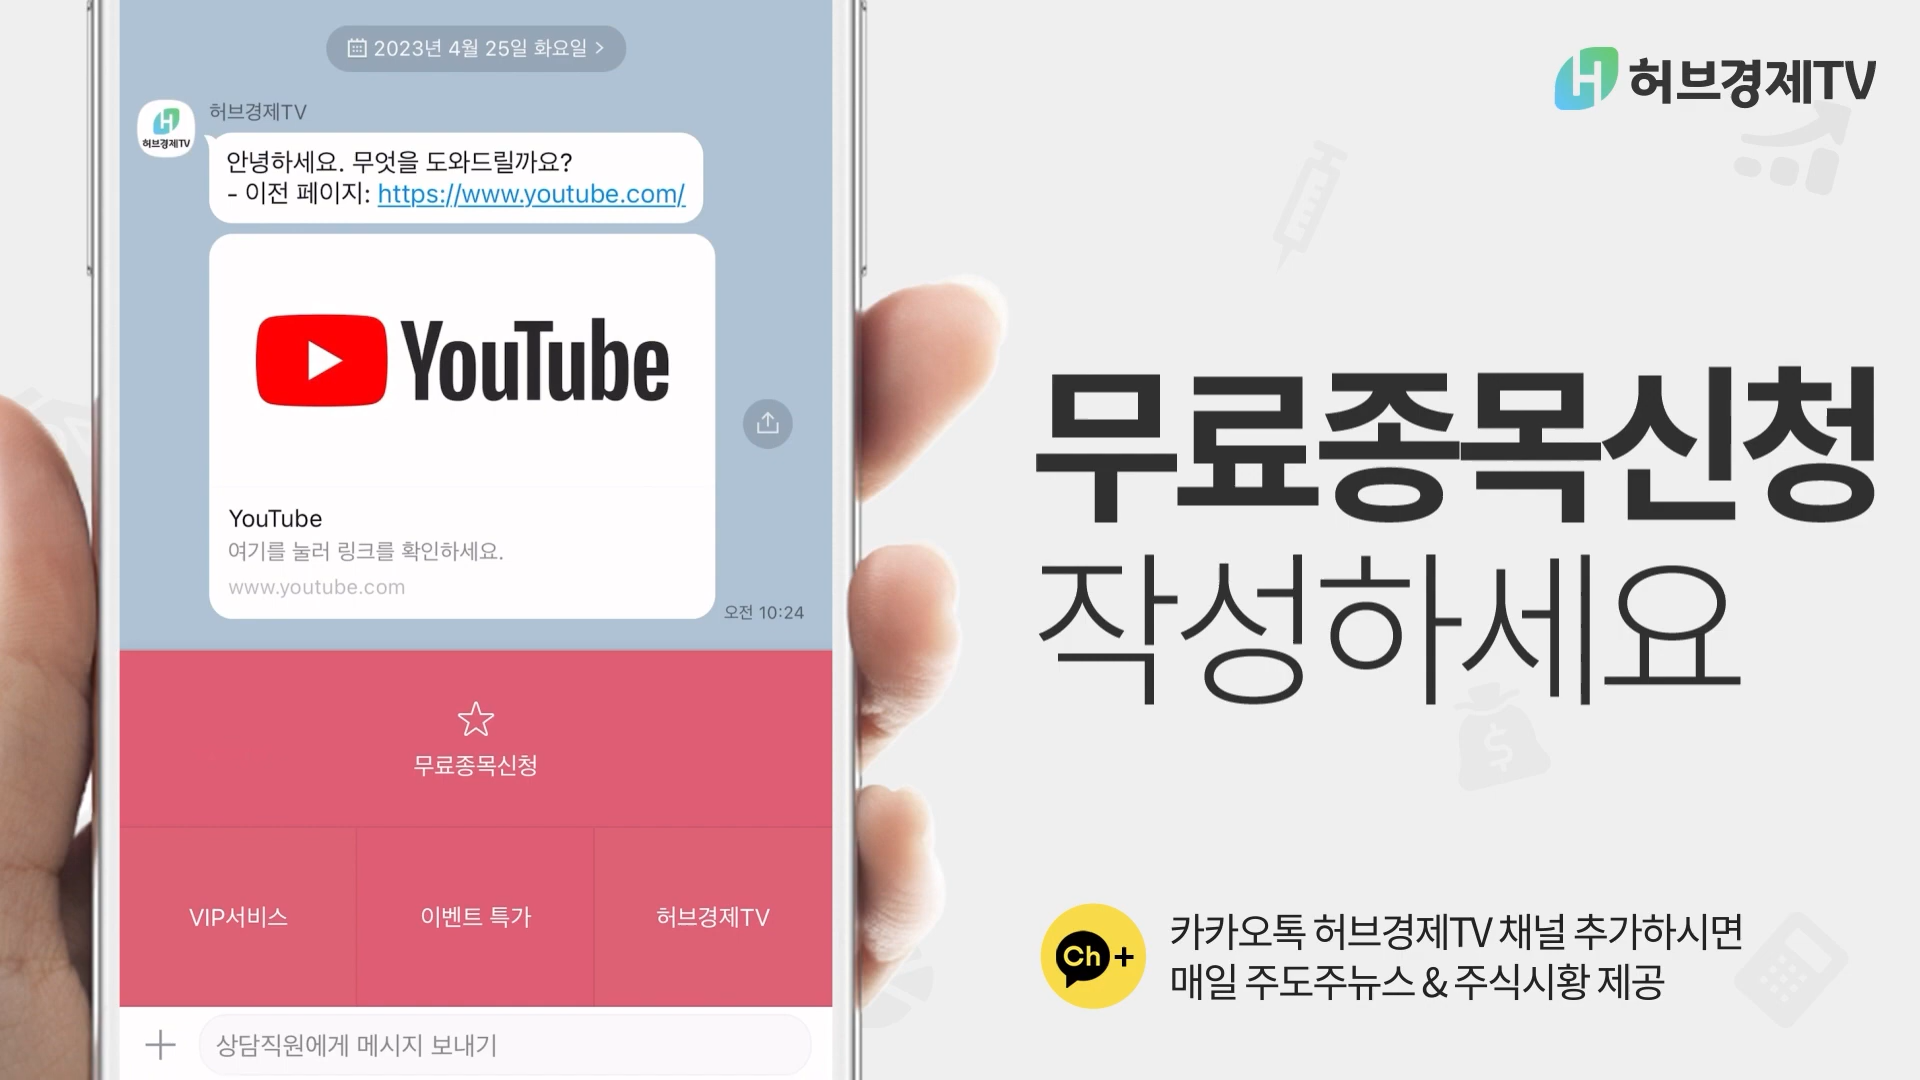 2023년 4월 25일 화요일 >
허브경제TV
허브경제TV
안녕하세요. 무엇을 도와드릴까요?
- 이전 페이지: https://www.youtube.com/
YouTube
YouTube
여기를 눌러 링크를 확인하세요.
www.youtube.com
오전 10:24
무료종목신청
VIP서비스
이벤트 특가
허브경제TV
상담직원에게 메시지 보내기
허브경제TV
무료종목신청
작성하세요
Ch+
카카오톡 허브경제TV 채널 추가하시면
매일 주도주뉴스 & 주식시황 제공